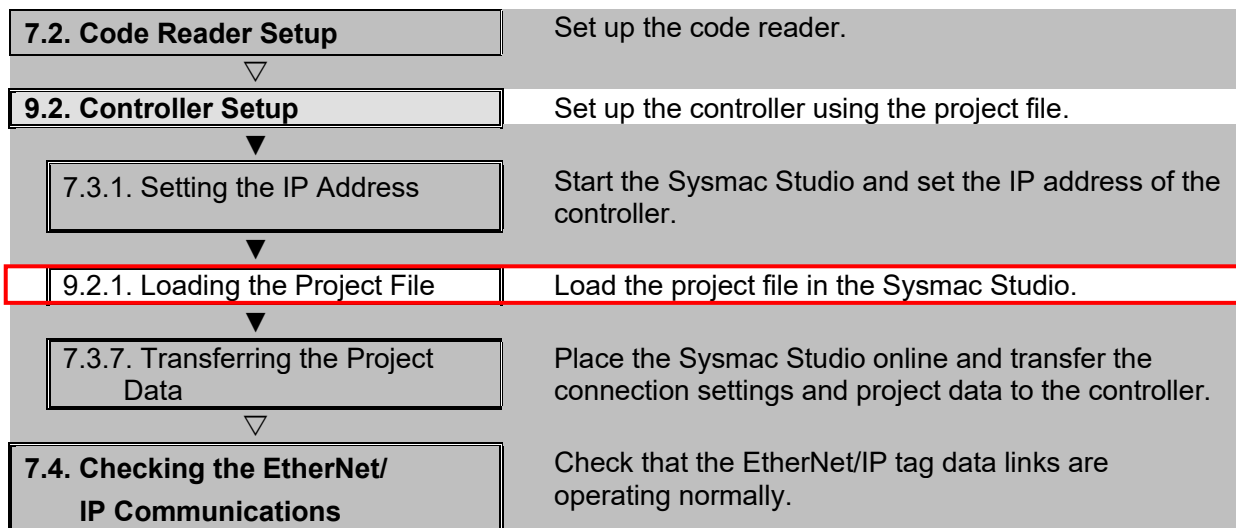 7.2. Code Reader Setup
Set up the code reader.
▽
9.2. Controller Setup
Set up the controller using the project file.
▼
7.3.1. Setting the IP Address
Start the Sysmac Studio and set the IP address of the
controller.
▼
9.2.1. Loading the Project File
Load the project file in the Sysmac Studio.
▼
7.3.7. Transferring the Project
Data
Place the Sysmac Studio online and transfer the
connection settings and project data to the controller.
▽
7.4. Checking the EtherNet/
IP Communications
Check that the EtherNet/IP tag data links are
operating normally.